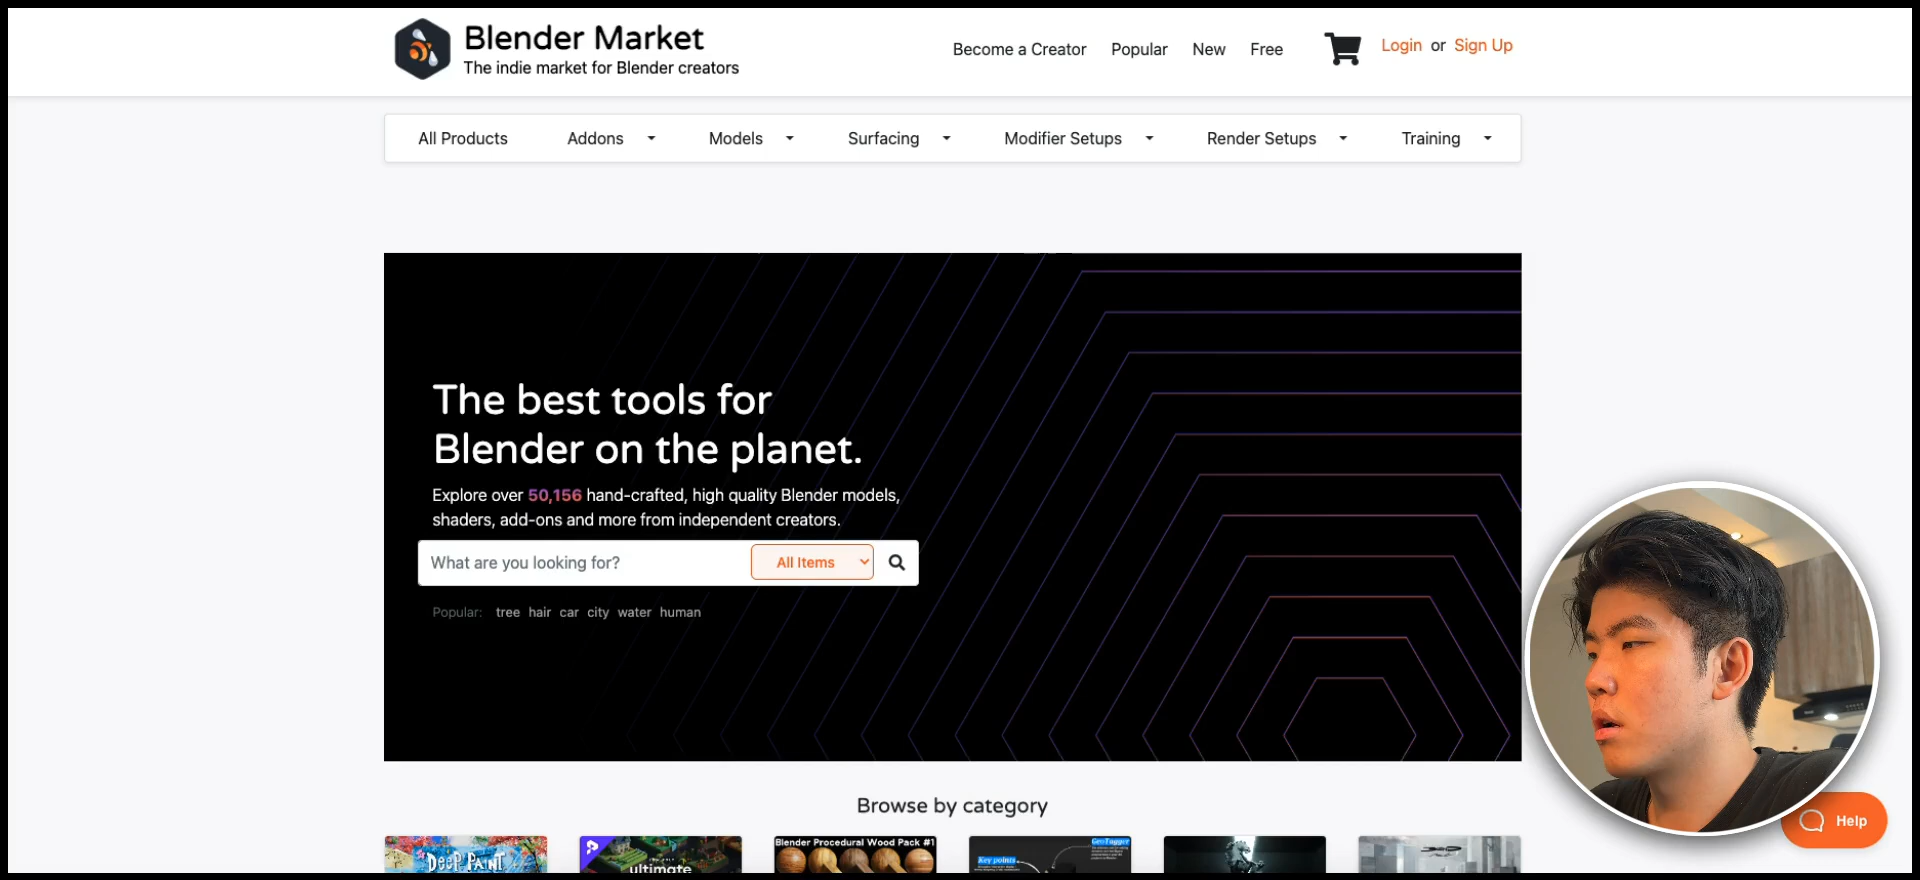 Blender Market
The indie market for Blender creators
Become a Creator Popular New Free Login or Sign Up
All Products Addons Models Surfacing Modifier Setups Render Setups Training
The best tools for
Blender on the planet.
Explore over 50,156 hand-crafted, high quality Blender models,
shaders, add-ons and more from independent creators.
What are you looking for? All Items
Popular: tree hair car city water human
Browse by category
DEEP PAINT
ultimate
Blender Procedural Wood Pack #1
GeoTagger
Key points
Help